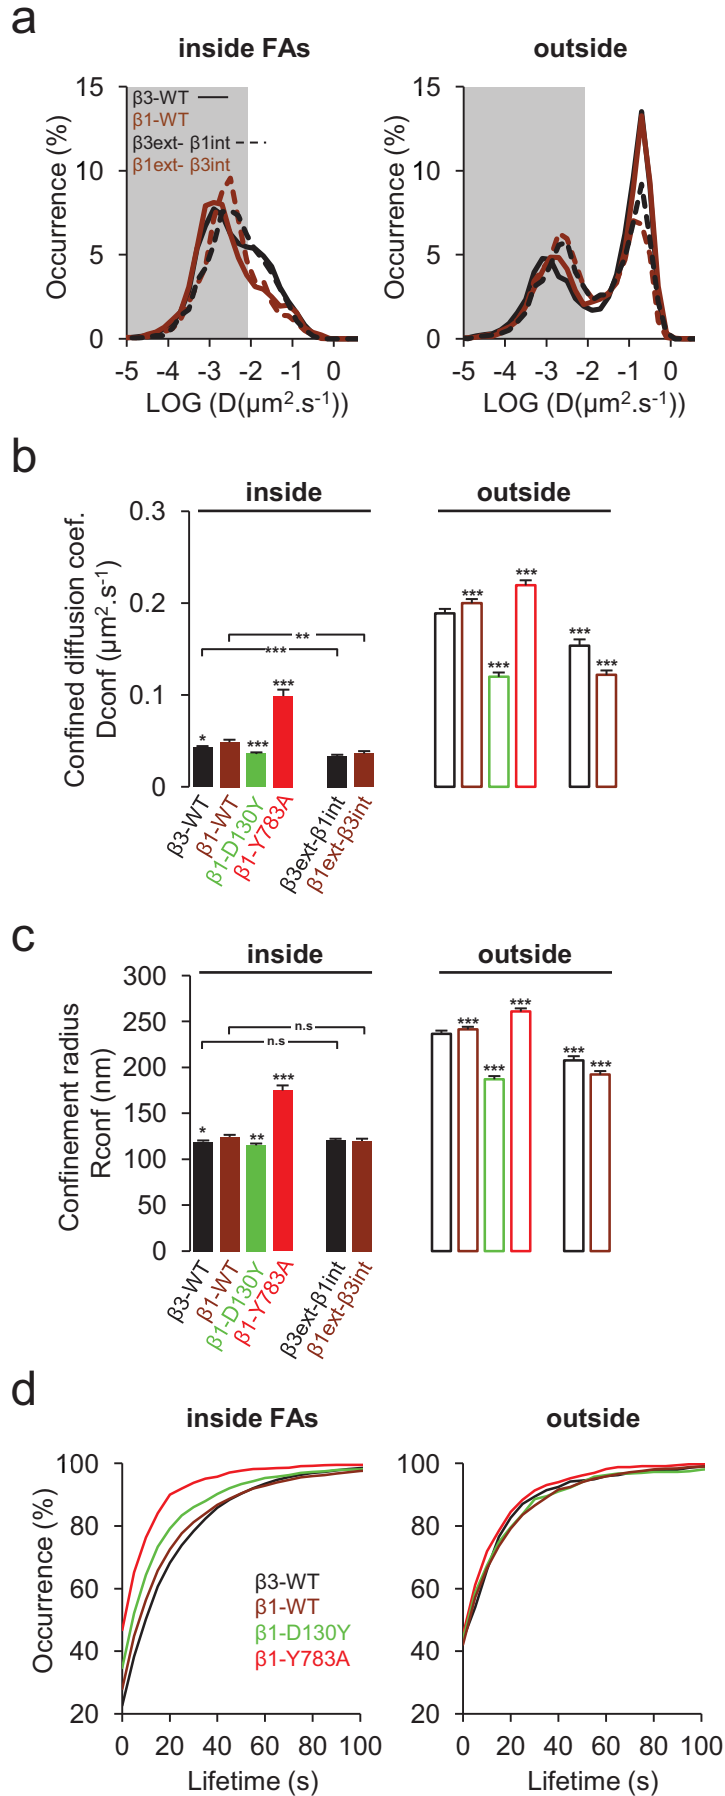 a
inside FAs
outside
Occurrence (%)
15
10
5
0
β3-WT
β1-WT
β3ext- β1int
β1ext- β3int
-5 -4 -3 -2 -1 0
LOG (D(µm².s⁻¹))
Occurrence (%)
15
10
5
0
-5 -4 -3 -2 -1 0
LOG (D(µm².s⁻¹))
b
inside
outside
Confined diffusion coef.
Dconf (µm².s⁻¹)
0.3
0.2
0.1
0
**
***
* *** ***
*** *** *** *** ***
β3-WT
β1-WT
β1-D130Y
β1-Y783A
β3ext-β1int
β1ext-β3int
c
inside
outside
Confinement radius
Rconf (nm)
300
250
200
150
100
50
0
n.s
n.s
* ** ***
*** *** *** *** ***
β3-WT
β1-WT
β1-D130Y
β1-Y783A
β3ext-β1int
β1ext-β3int
d
inside FAs
outside
Occurrence (%)
100
80
60
40
20
β3-WT
β1-WT
β1-D130Y
β1-Y783A
0 20 40 60 80 100
Lifetime (s)
100
80
60
40
20
0 20 40 60 80 100
Lifetime (s)